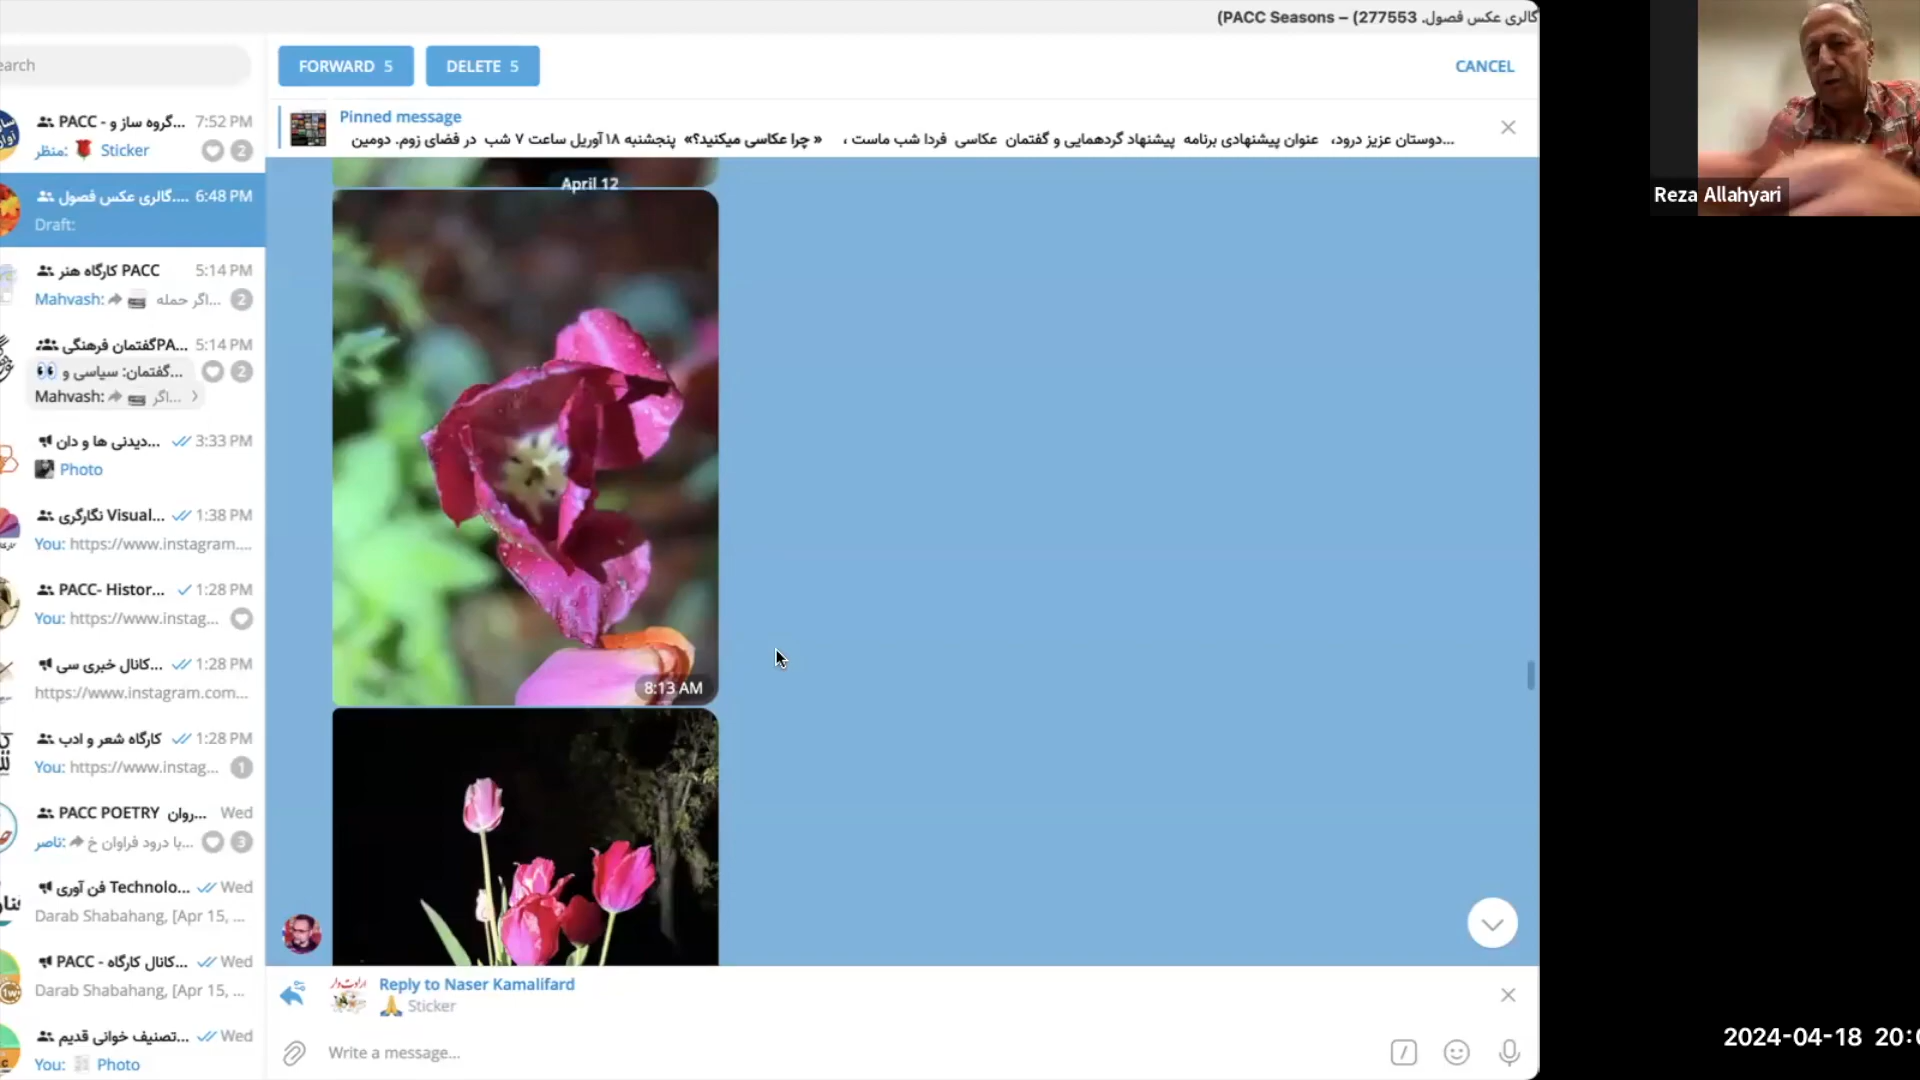 (PACC Seasons – (277553 .گالری عکس فصول
earch
FORWARD 5
DELETE 5
CANCEL
Pinned message
دوستان عزیز درود، عنوان پیشنهادی برنامه پیشنهاد گردهمایی و گفتمان عکاسی فردا شب ماست ، « چرا عکاسی میکنید؟» پنجشنبه ۱۸ آوریل ساعت ۷ شب در فضای زوم. دومین...
PACC - گروه ساز و... 7:52 PM
منظر: Sticker 2
گالری عکس فصول.... 6:48 PM
Draft:
کارگاه هنر PACC 5:14 PM
Mahvash: اگر حمله... 2
گفتمان فرهنگیPA... 5:14 PM
گفتمان: سیاسی و... 2
Mahvash: اگر...
دیدنی ها و دان... 3:33 PM
Photo
نگارگری Visual... 1:38 PM
You: https://www.instagram....
PACC- Histor... 1:28 PM
You: https://www.instag...
کانال خبری سی... 1:28 PM
https://www.instagram.com...
کارگاه شعر و ادب 1:28 PM
You: https://www.instag... 1
PACC POETRY روان... Wed
ناصر: با درود فراوان خ... 3
فن آوری Technolo... Wed
Darab Shabahang, [Apr 15, ...
PACC - کانال کارگاه... Wed
Darab Shabahang, [Apr 15, ...
تصنیف خوانی قدیم... Wed
You: Photo
April 12
8:13 AM
Reply to Naser Kamalifard
Sticker
Write a message...
Reza Allahyari
2024-04-18 20:0